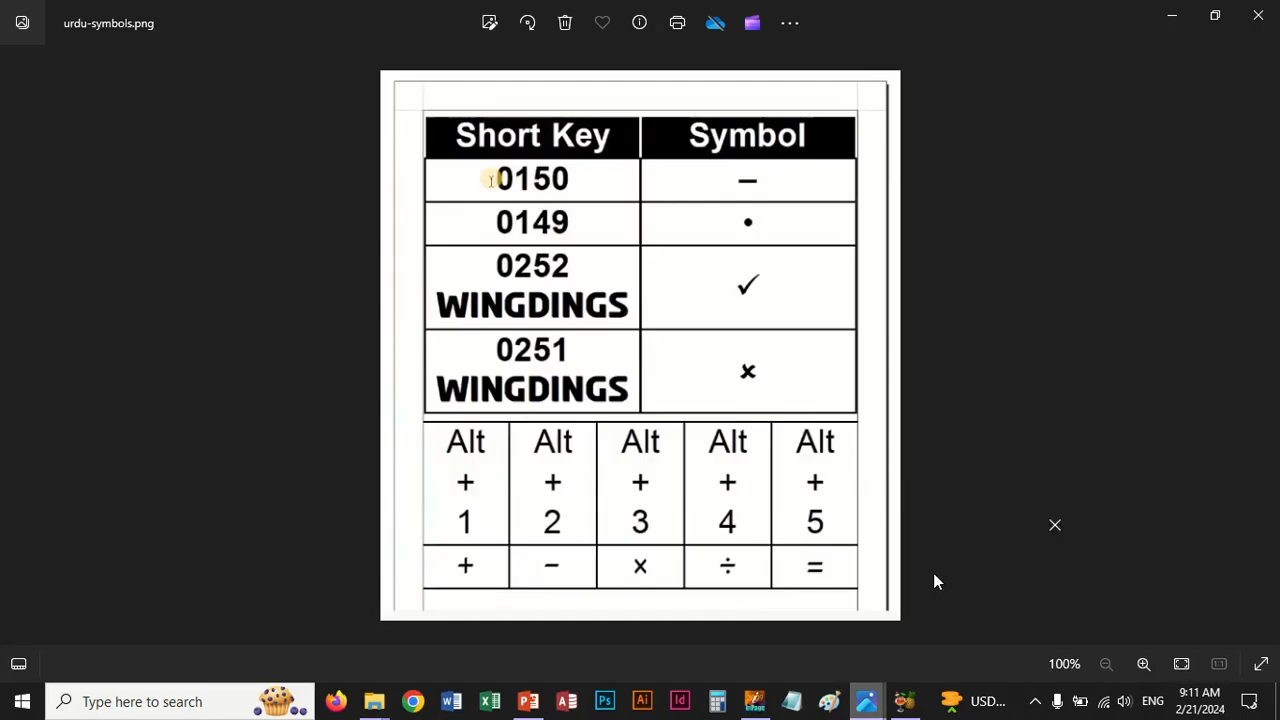 urdu-symbols.png
Short Key Symbol
0150 –
0149 •
0252
WINGDINGS ✓
0251
WINGDINGS ×
Alt Alt Alt Alt Alt
+ + + + +
1 2 3 4 5
+ − × ÷ =
100%
Type here to search
USD...
ENG
9:11 AM
2/21/2024